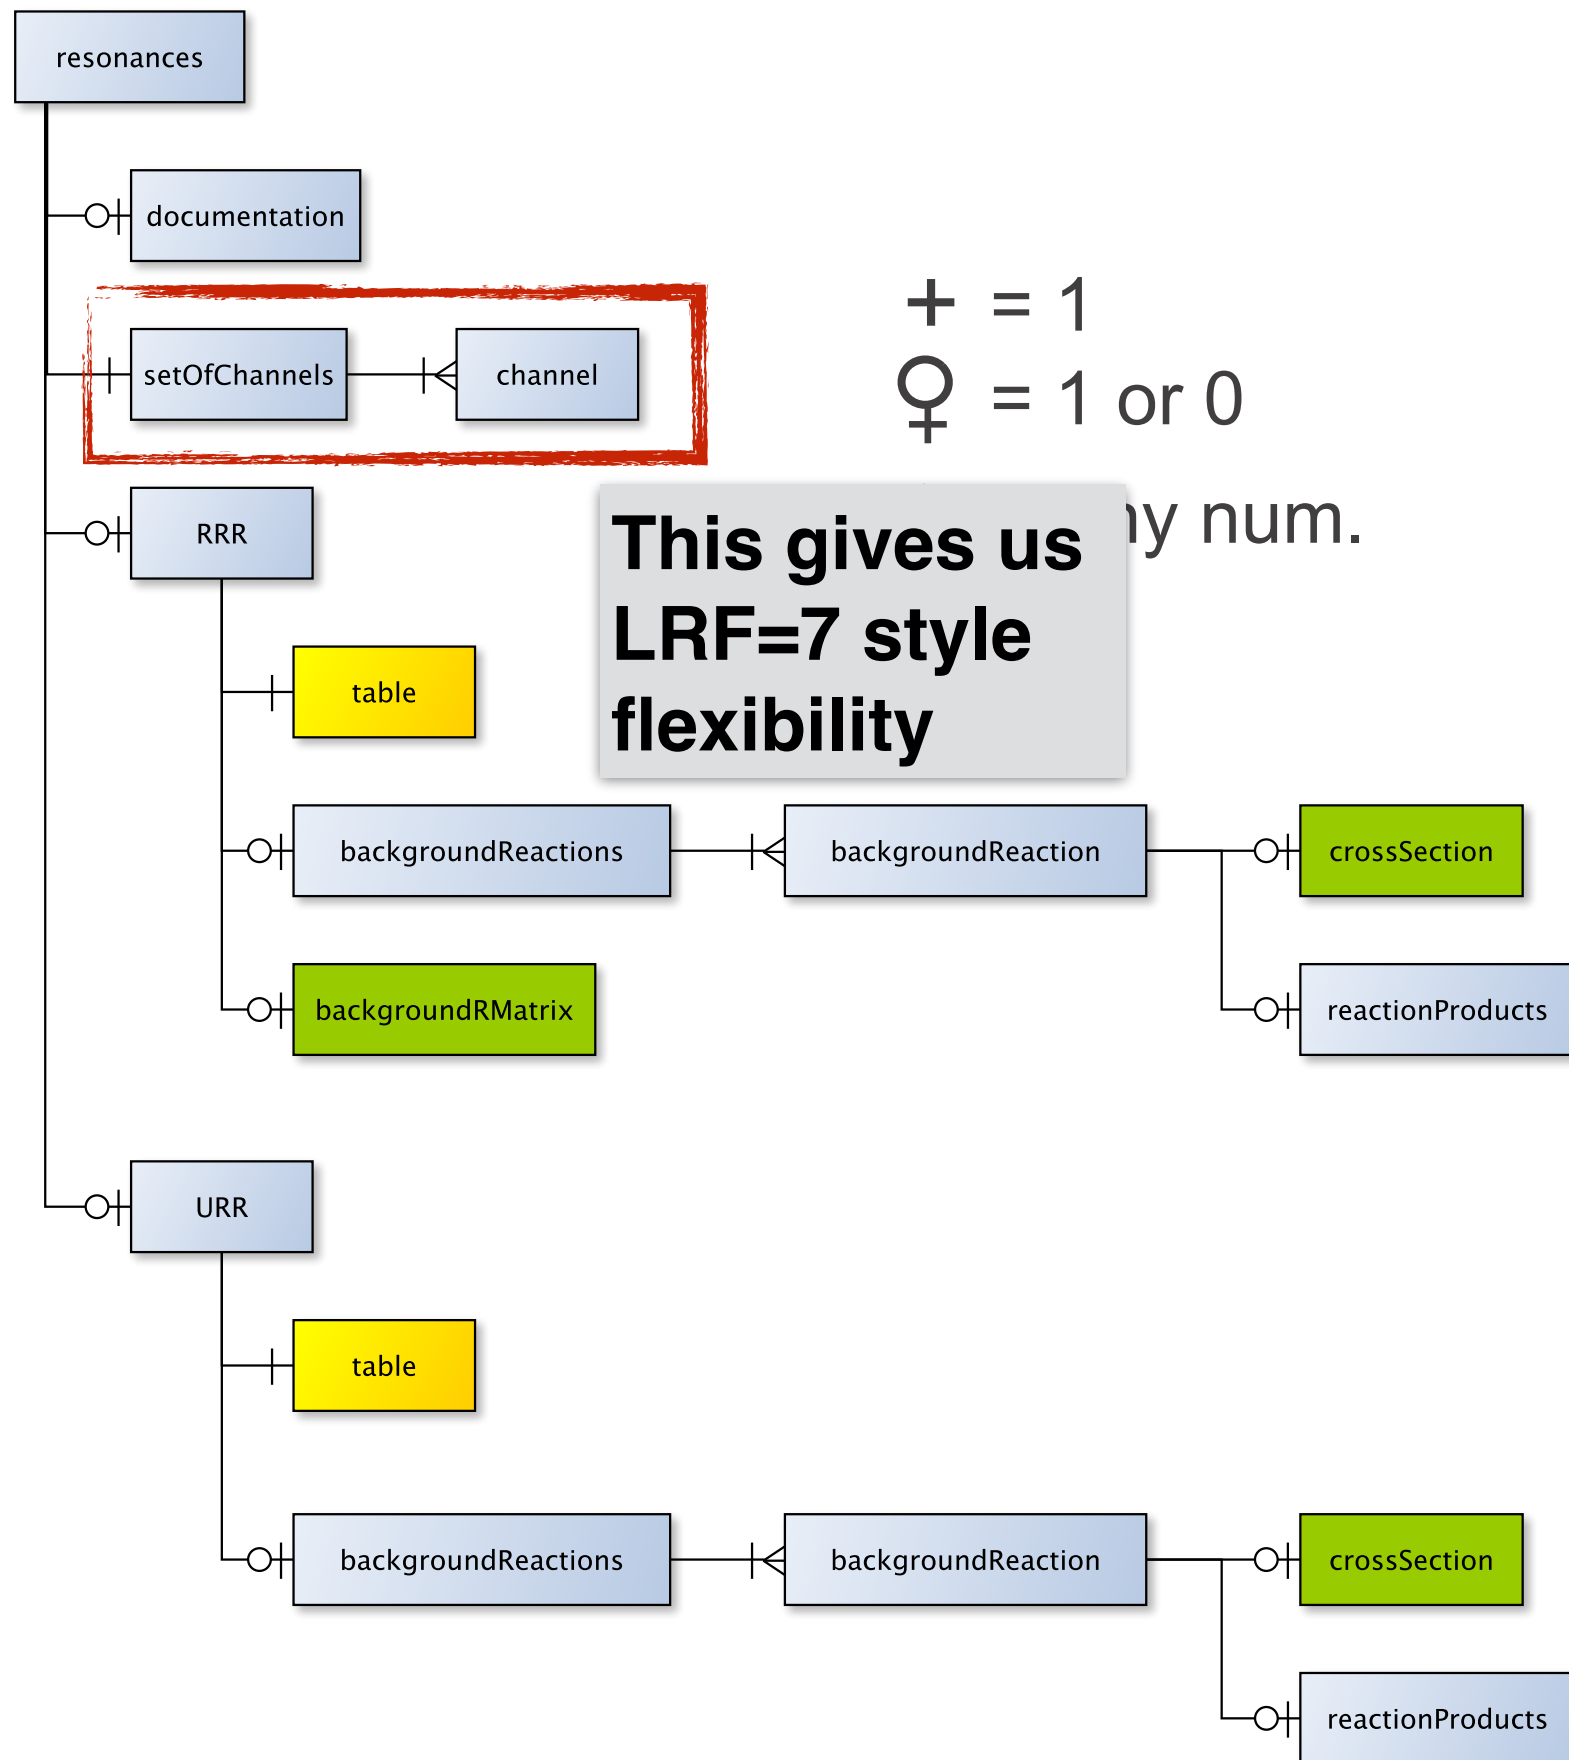 resonances
documentation
+ = 1
setOfChannels channel
= 1 or 0
RRR
num.
This gives us
LRF=7 style
flexibility
table
backgroundReactions backgroundReaction crossSection
backgroundRMatrix reactionProducts
URR
table
backgroundReactions backgroundReaction crossSection
reactionProducts